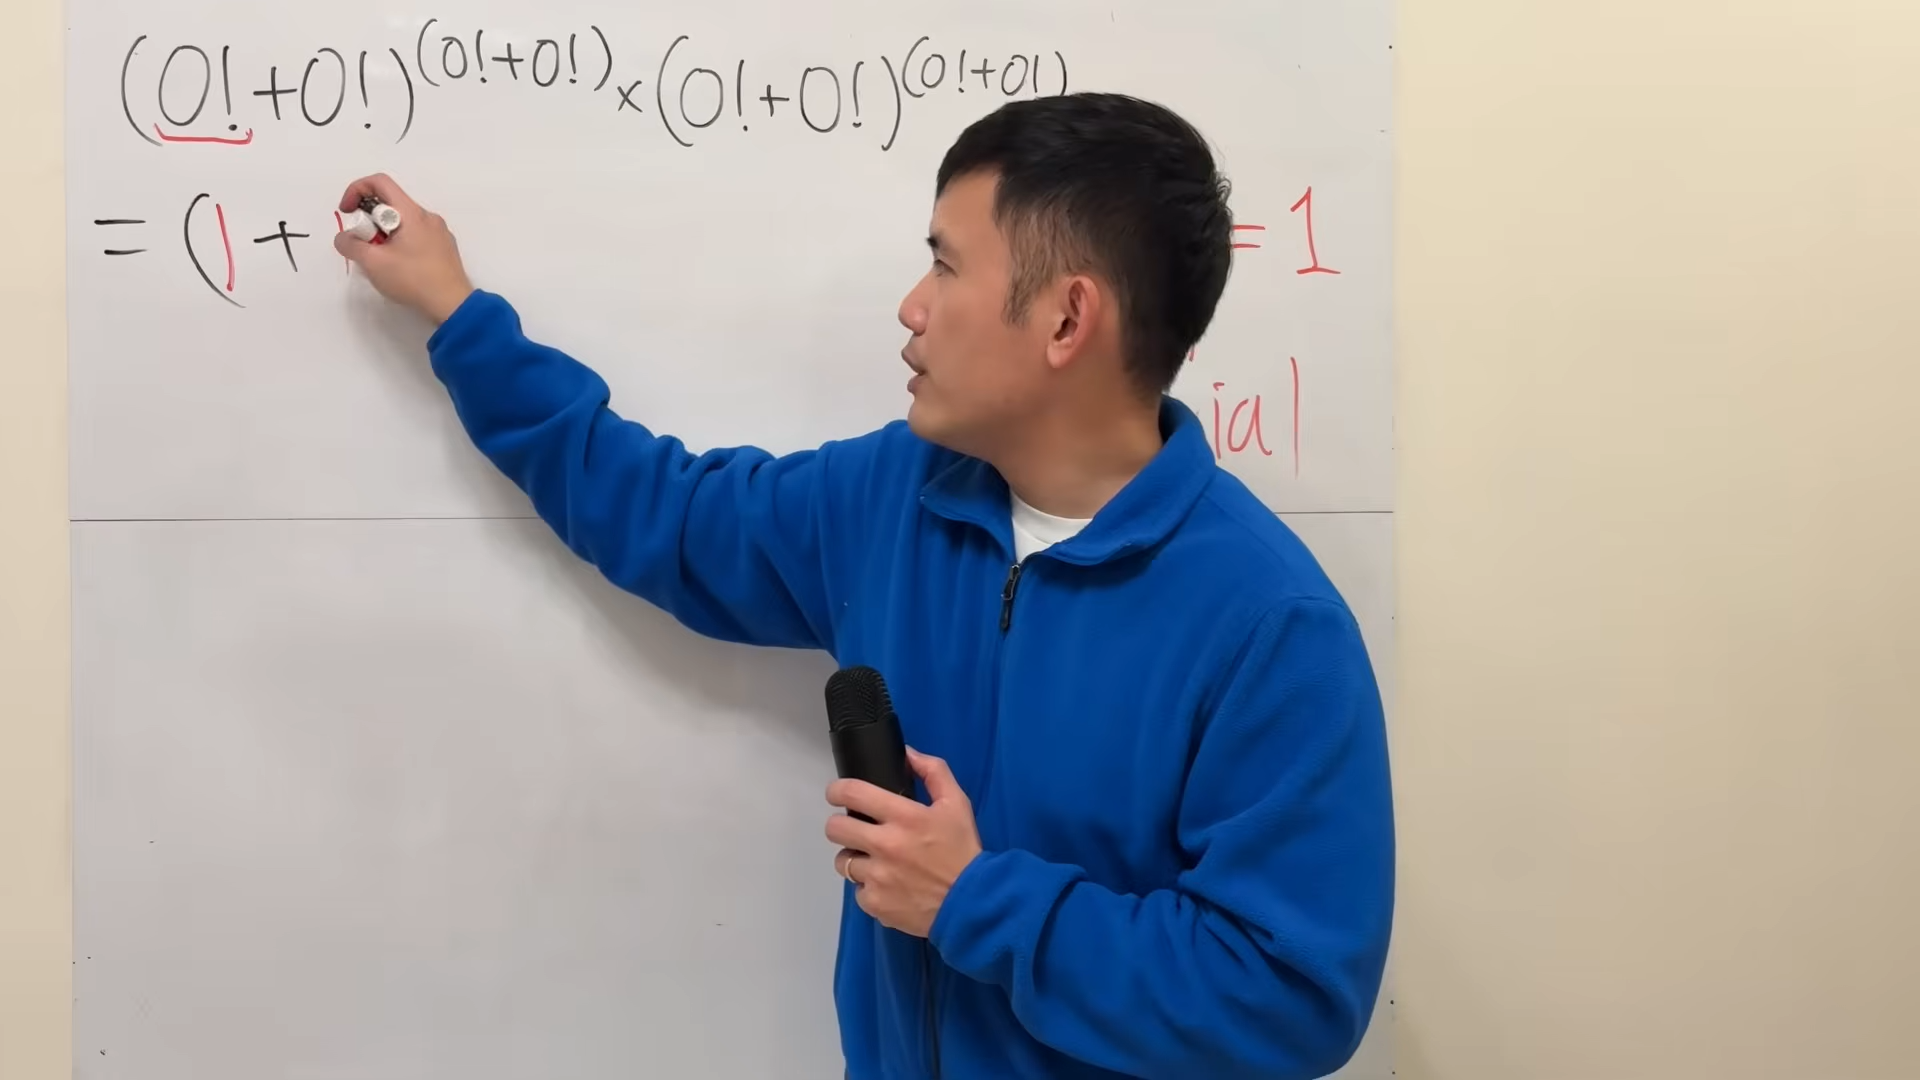 (0!+0!)^(0!+0!) × (0!+0!)^(0!+0!)
= (1 + 1
= 1
ial